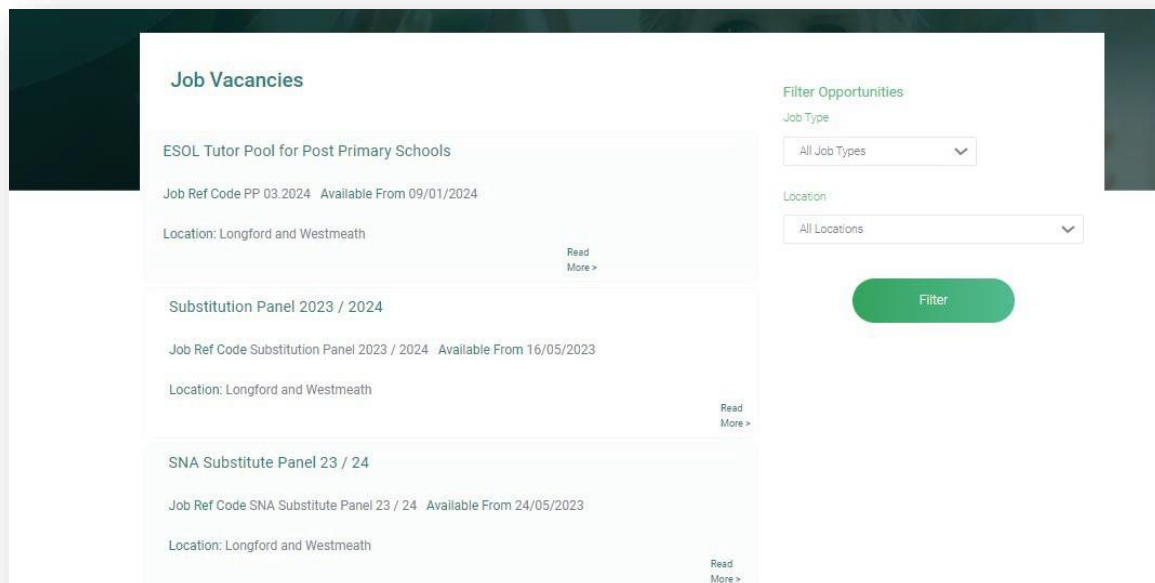 Job Vacancies
ESOL Tutor Pool for Post Primary Schools
Job Ref Code PP 03.2024 Available From 09/01/2024
Location: Longford and Westmeath
Read
More >
Substitution Panel 2023 / 2024
Job Ref Code Substitution Panel 2023 / 2024 Available From 16/05/2023
Location: Longford and Westmeath
Read
More >
SNA Substitute Panel 23 / 24
Job Ref Code SNA Substitute Panel 23 / 24 Available From 24/05/2023
Location: Longford and Westmeath
Read
More >
Filter Opportunities
Job Type
All Job Types
Location
All Locations
Filter